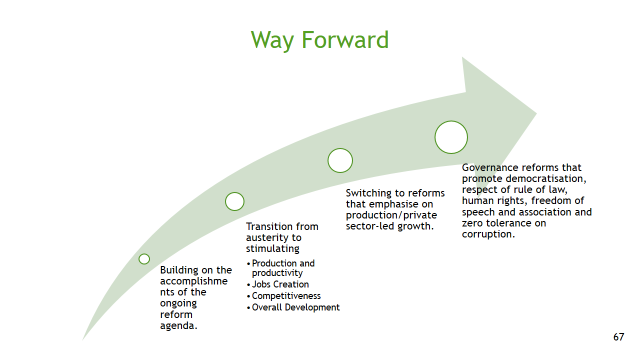 Way Forward
Building on the
accomplishme
nts of the
ongoing
reform
agenda.
Transition from
austerity to
stimulating
• Production and
productivity
• Jobs Creation
• Competitiveness
• Overall Development
Switching to reforms
that emphasise on
production/private
sector-led growth.
Governance reforms that
promote democratisation,
respect of rule of law,
human rights, freedom of
speech and association and
zero tolerance on
corruption.
67